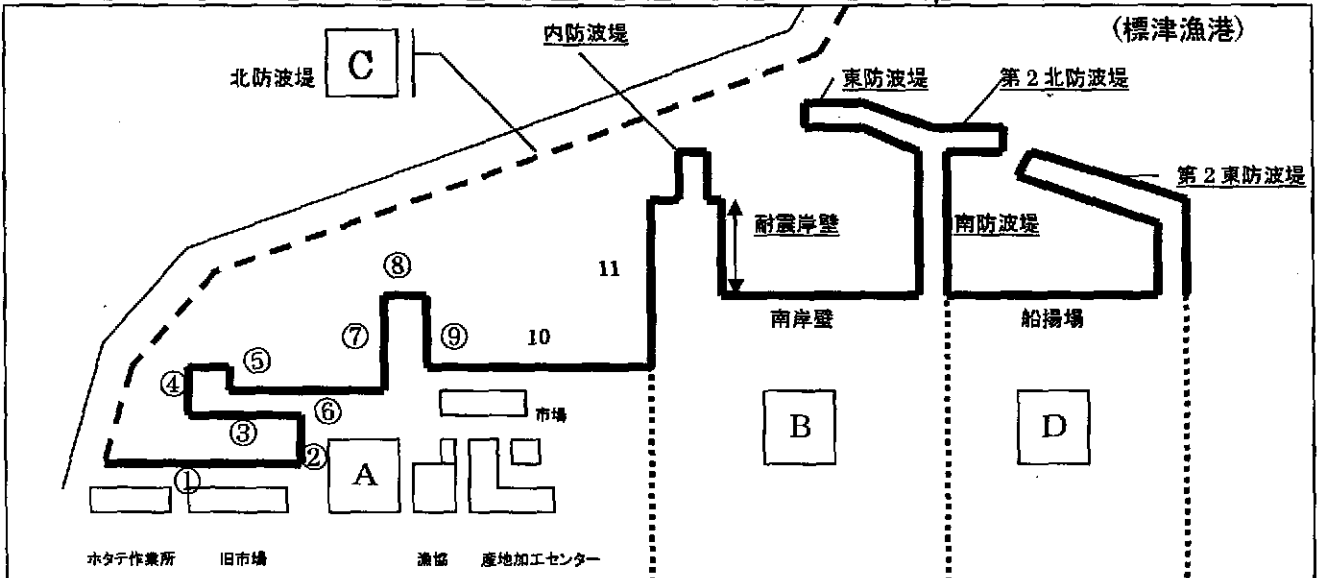 (標津漁港)
内防波堤
北防波堤
C
東防波堤
第2北防波堤
第2東防波堤
耐震岸壁
南防波堤
⑧
11
⑦
⑨
10
南岸壁
船揚場
⑤
④
⑥
③
市場
②
①
A
B
D
ホタテ作業所
旧市場
漁協
産地加工センター